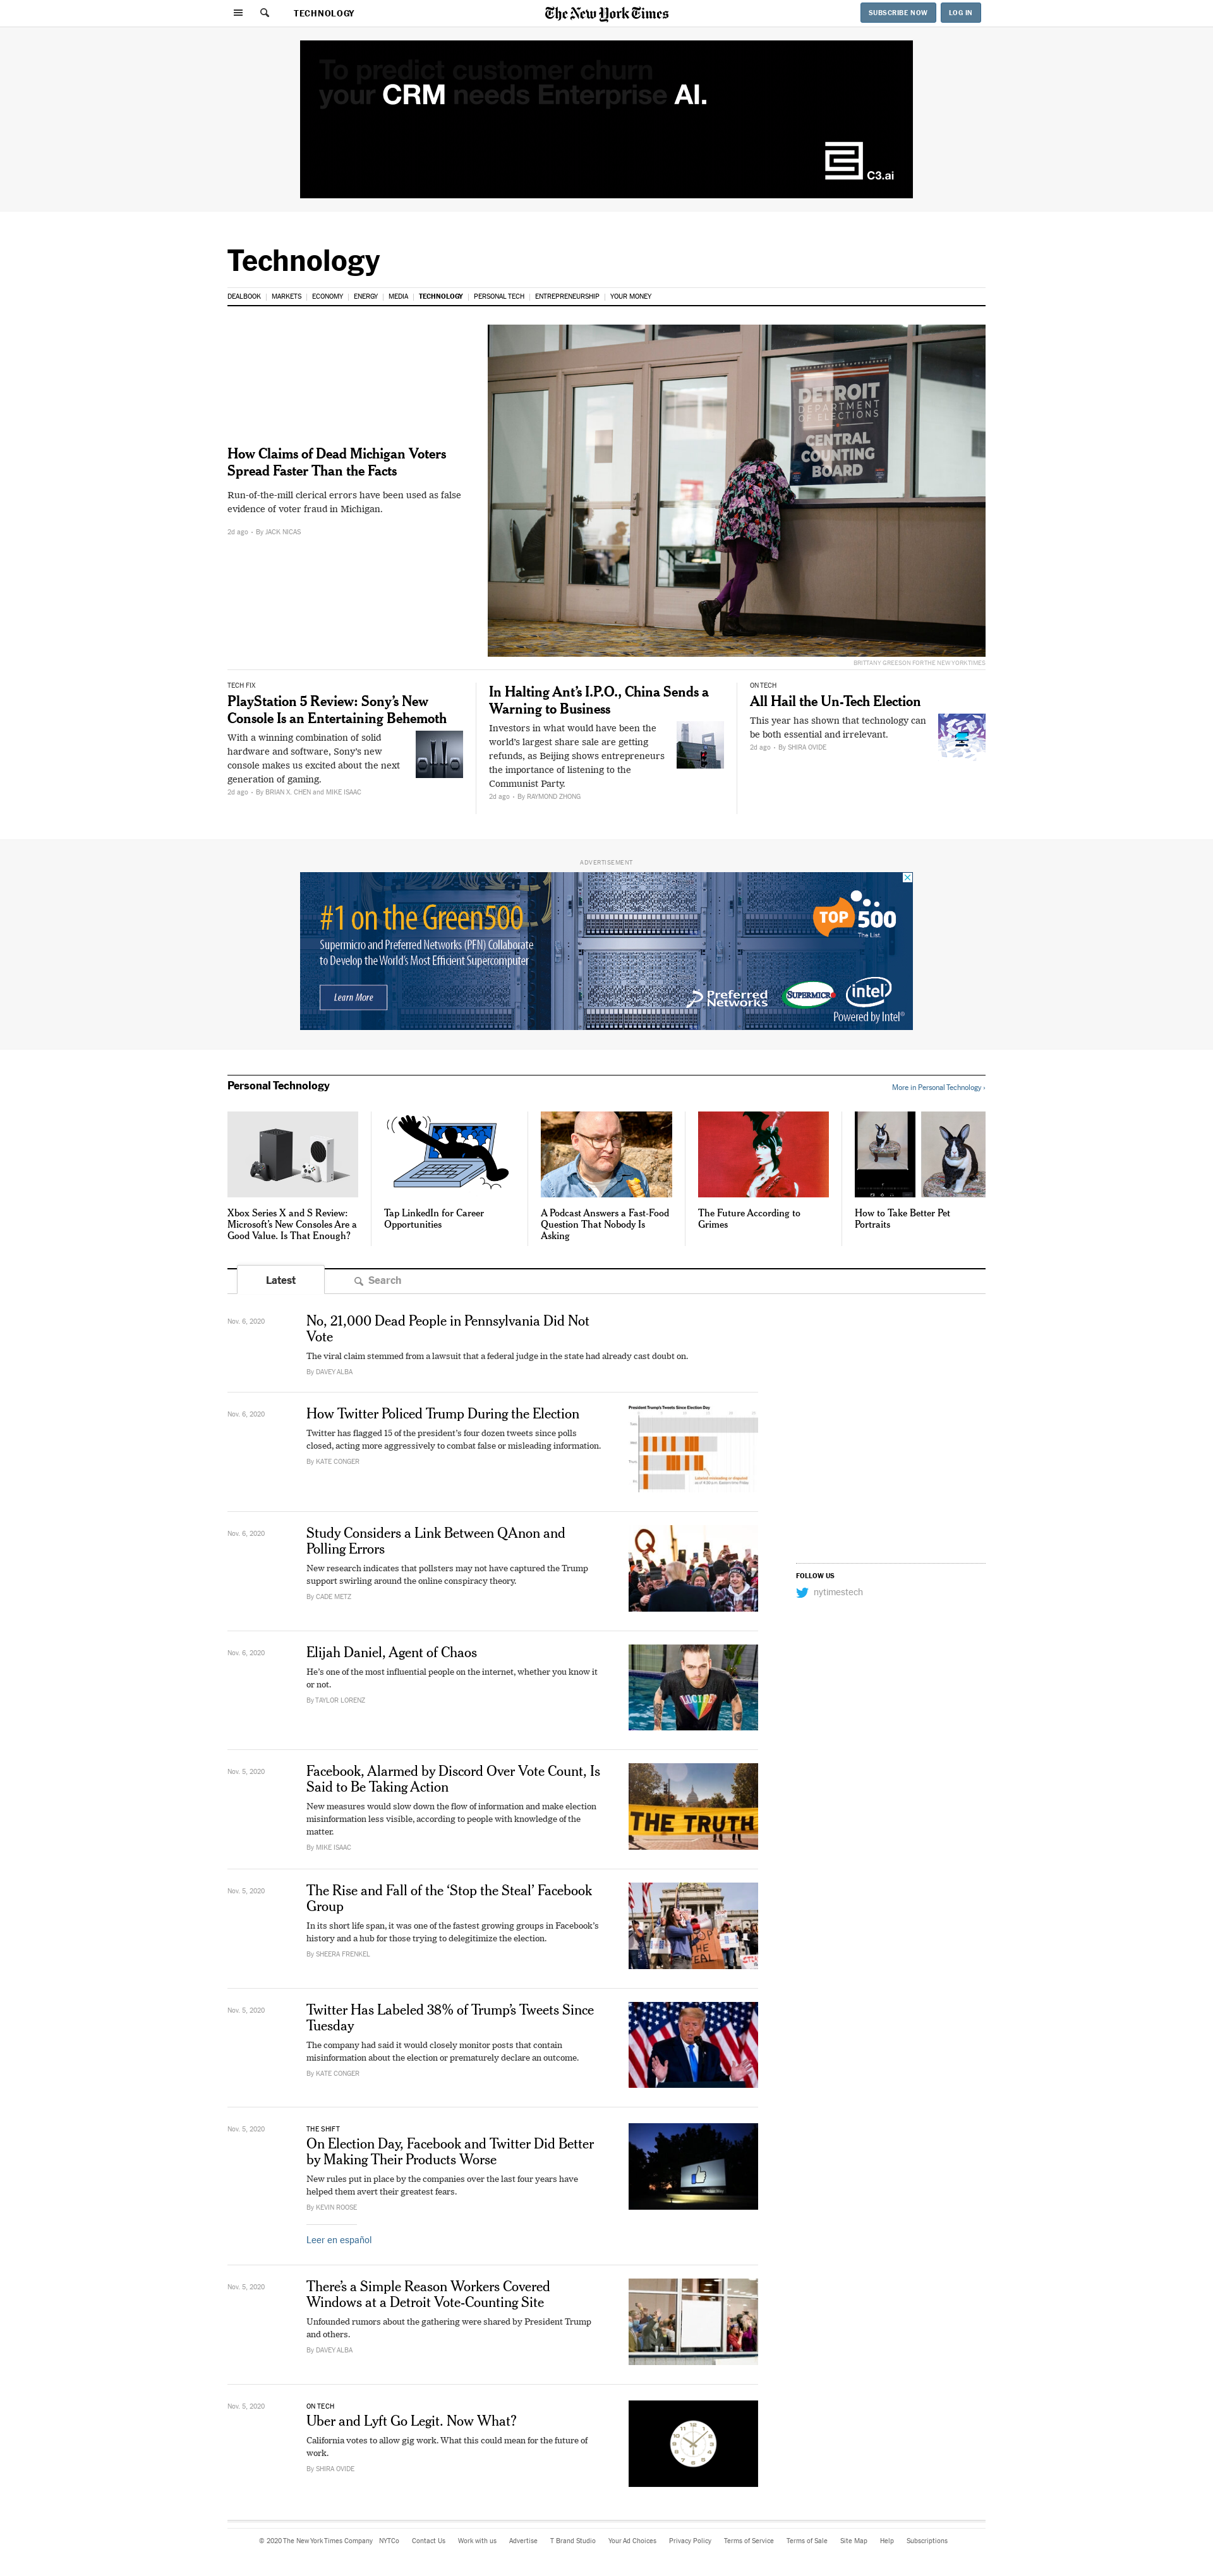 TECHNOLOGY
The New York Times
SUBSCRIBE NOW
LOG IN
To predict customer churn
your CRM needs Enterprise AI.
C3.ai
Technology
DEALBOOK
MARKETS
ECONOMY
ENERGY
MEDIA
TECHNOLOGY
PERSONAL TECH
ENTREPRENEURSHIP
YOUR MONEY
How Claims of Dead Michigan Voters
Spread Faster Than the Facts
Run-of-the-mill clerical errors have been used as false
evidence of voter fraud in Michigan.
2d ago • By JACK NICAS
DETROIT
DEPARTMENT
OF ELECTIONS
CENTRAL
COUNTING
BOARD
BRITTANY GREESON FOR THE NEW YORK TIMES
TECH FIX
PlayStation 5 Review: Sony’s New
Console Is an Entertaining Behemoth
With a winning combination of solid
hardware and software, Sony’s new
console makes us excited about the next
generation of gaming.
2d ago • By BRIAN X. CHEN and MIKE ISAAC
In Halting Ant’s I.P.O., China Sends a
Warning to Business
Investors in what would have been the
world’s largest share sale are getting
refunds, as Beijing shows entrepreneurs
the importance of listening to the
Communist Party.
2d ago • By RAYMOND ZHONG
ON TECH
All Hail the Un-Tech Election
This year has shown that technology can
be both essential and irrelevant.
2d ago • By SHIRA OVIDE
ADVERTISEMENT
#1 on the Green500
Supermicro and Preferred Networks (PFN) Collaborate
to Develop the World’s Most Efficient Supercomputer
Learn More
TOP 500
The List.
Preferred
Networks
SUPERMICRO
intel
Powered by Intel®
Personal Technology
More in Personal Technology ›
Xbox Series X and S Review:
Microsoft’s New Consoles Are a
Good Value. Is That Enough?
Tap LinkedIn for Career
Opportunities
A Podcast Answers a Fast-Food
Question That Nobody Is
Asking
The Future According to
Grimes
How to Take Better Pet
Portraits
Latest
Search
Nov. 6, 2020
No, 21,000 Dead People in Pennsylvania Did Not
Vote
The viral claim stemmed from a lawsuit that a federal judge in the state had already cast doubt on.
By DAVEY ALBA
Nov. 6, 2020
How Twitter Policed Trump During the Election
Twitter has flagged 15 of the president’s four dozen tweets since polls
closed, acting more aggressively to combat false or misleading information.
By KATE CONGER
President Trump’s Tweets Since Election Day
Nov. 6, 2020
Study Considers a Link Between QAnon and
Polling Errors
New research indicates that pollsters may not have captured the Trump
support swirling around the online conspiracy theory.
By CADE METZ
Q
FOLLOW US
nytimestech
Nov. 6, 2020
Elijah Daniel, Agent of Chaos
He’s one of the most influential people on the internet, whether you know it
or not.
By TAYLOR LORENZ
Nov. 5, 2020
Facebook, Alarmed by Discord Over Vote Count, Is
Said to Be Taking Action
New measures would slow down the flow of information and make election
misinformation less visible, according to people with knowledge of the
matter.
By MIKE ISAAC
THE TRUTH
Nov. 5, 2020
The Rise and Fall of the ‘Stop the Steal’ Facebook
Group
In its short life span, it was one of the fastest growing groups in Facebook’s
history and a hub for those trying to delegitimize the election.
By SHEERA FRENKEL
Nov. 5, 2020
Twitter Has Labeled 38% of Trump’s Tweets Since
Tuesday
The company had said it would closely monitor posts that contain
misinformation about the election or prematurely declare an outcome.
By KATE CONGER
Nov. 5, 2020
THE SHIFT
On Election Day, Facebook and Twitter Did Better
by Making Their Products Worse
New rules put in place by the companies over the last four years have
helped them avert their greatest fears.
By KEVIN ROOSE
Leer en español
Nov. 5, 2020
There’s a Simple Reason Workers Covered
Windows at a Detroit Vote-Counting Site
Unfounded rumors about the gathering were shared by President Trump
and others.
By DAVEY ALBA
Nov. 5, 2020
ON TECH
Uber and Lyft Go Legit. Now What?
California votes to allow gig work. What this could mean for the future of
work.
By SHIRA OVIDE
© 2020 The New York Times Company
NYTCo
Contact Us
Work with us
Advertise
T Brand Studio
Your Ad Choices
Privacy Policy
Terms of Service
Terms of Sale
Site Map
Help
Subscriptions